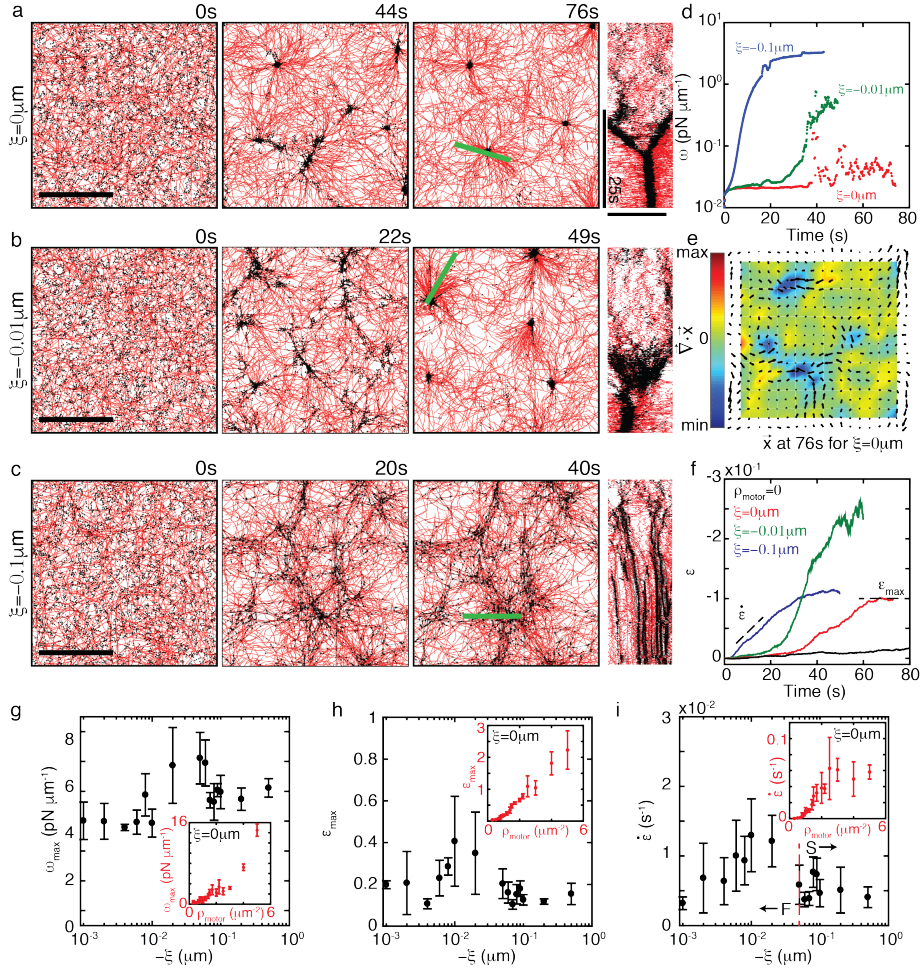 a
0s
44s
76s
ξ=0μm
25s
b
0s
22s
49s
ξ=-0.01μm
c
0s
20s
40s
ξ=-0.1μm
d
10¹
10⁰
10⁻¹
10⁻²
ω (pN μm⁻¹)
ξ=-0.1μm
ξ=-0.01μm
ξ=0μm
0 20 40 60 80
Time (s)
e
max
0
min
∇⃗·ẋ⃗
ẋ⃗ at 76s for ξ=0μm
f
x10⁻¹
-3
-2
-1
0
ε
ρmotor=0
ξ=0μm
ξ=-0.01μm
ξ=-0.1μm
ε̇
εmax
0 20 40 60 80
Time (s)
g
8
6
4
2
0
ωmax (pN μm⁻¹)
10⁻³ 10⁻² 10⁻¹ 10⁰
-ξ (μm)
ξ=0μm
16
0
ωmax (pN μm⁻¹)
0 ρmotor (μm⁻²) 6
h
1
0.8
0.6
0.4
0.2
0
εmax
10⁻³ 10⁻² 10⁻¹ 10⁰
-ξ (μm)
ξ=0μm
3
2
1
0
εmax
0 ρmotor (μm⁻²) 6
i
x10⁻²
3
2
1
0
ε̇ (s⁻¹)
10⁻³ 10⁻² 10⁻¹ 10⁰
-ξ (μm)
ξ=0μm
0.1
0
ε̇ (s⁻¹)
0 ρmotor (μm⁻²) 6
S→
←F